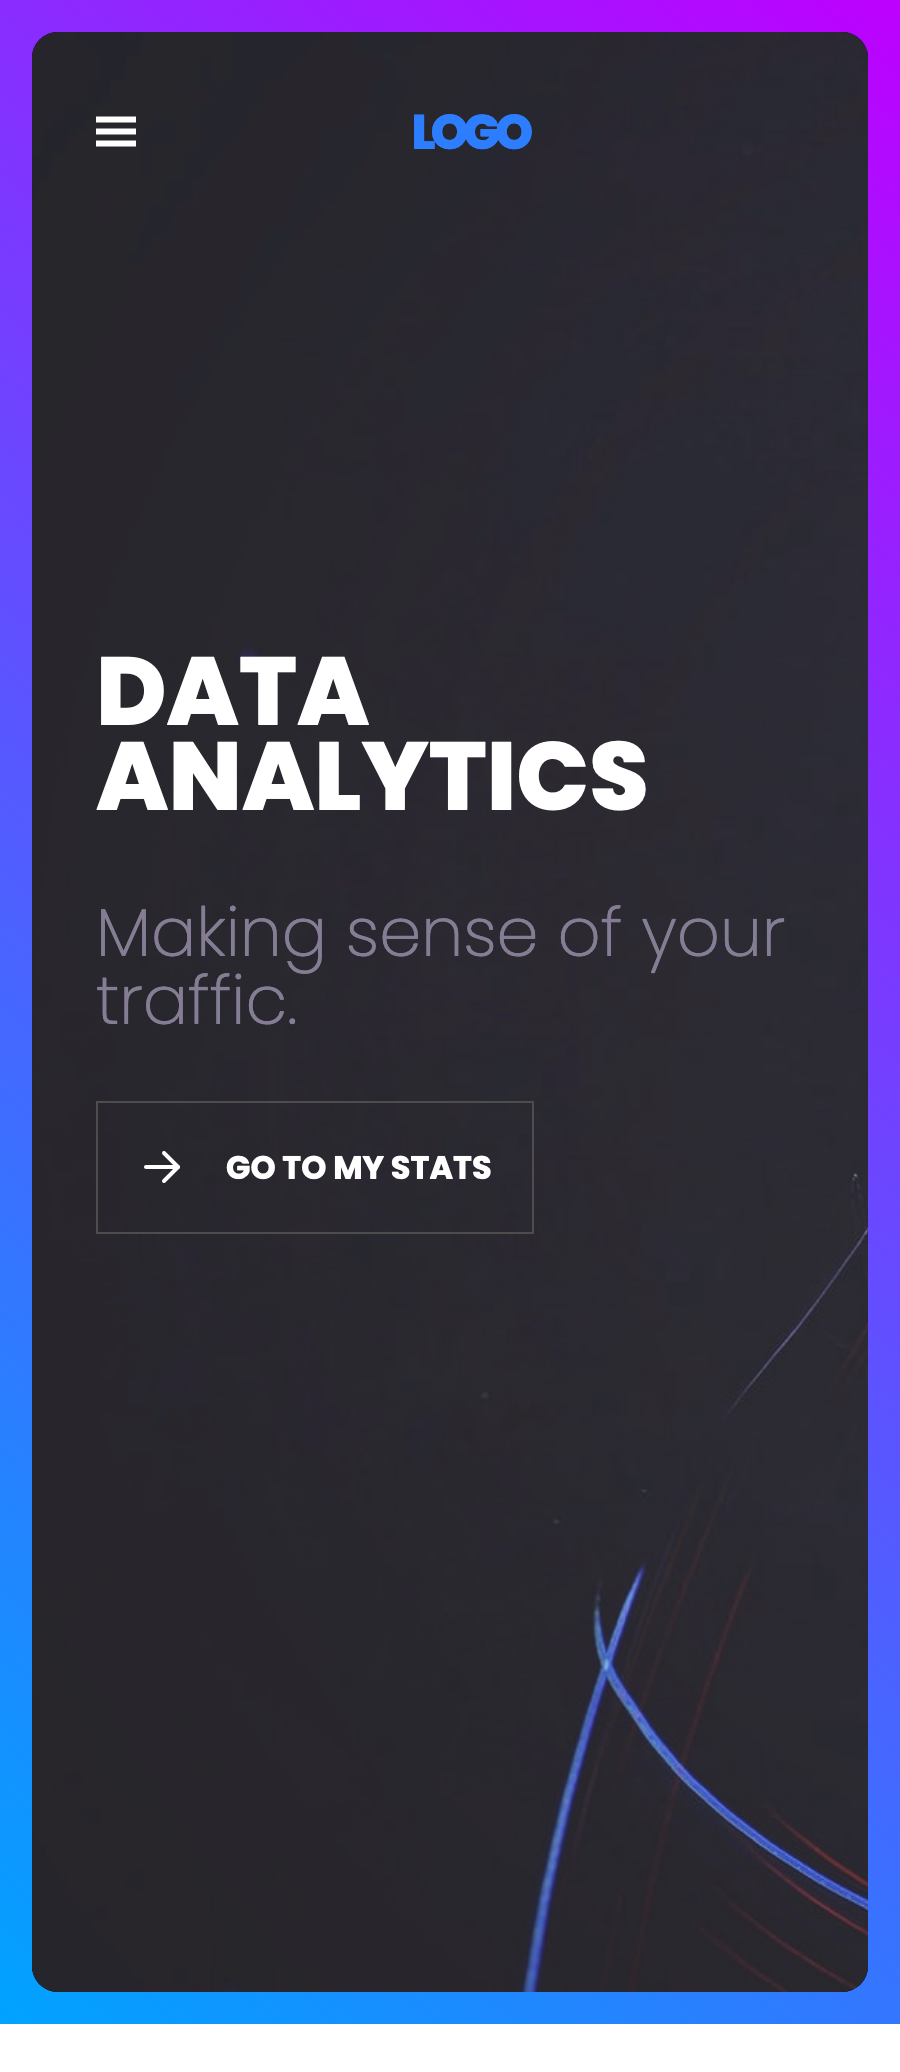 LOGO
DATA
ANALYTICS
Making sense of your
traffic.
GO TO MY STATS